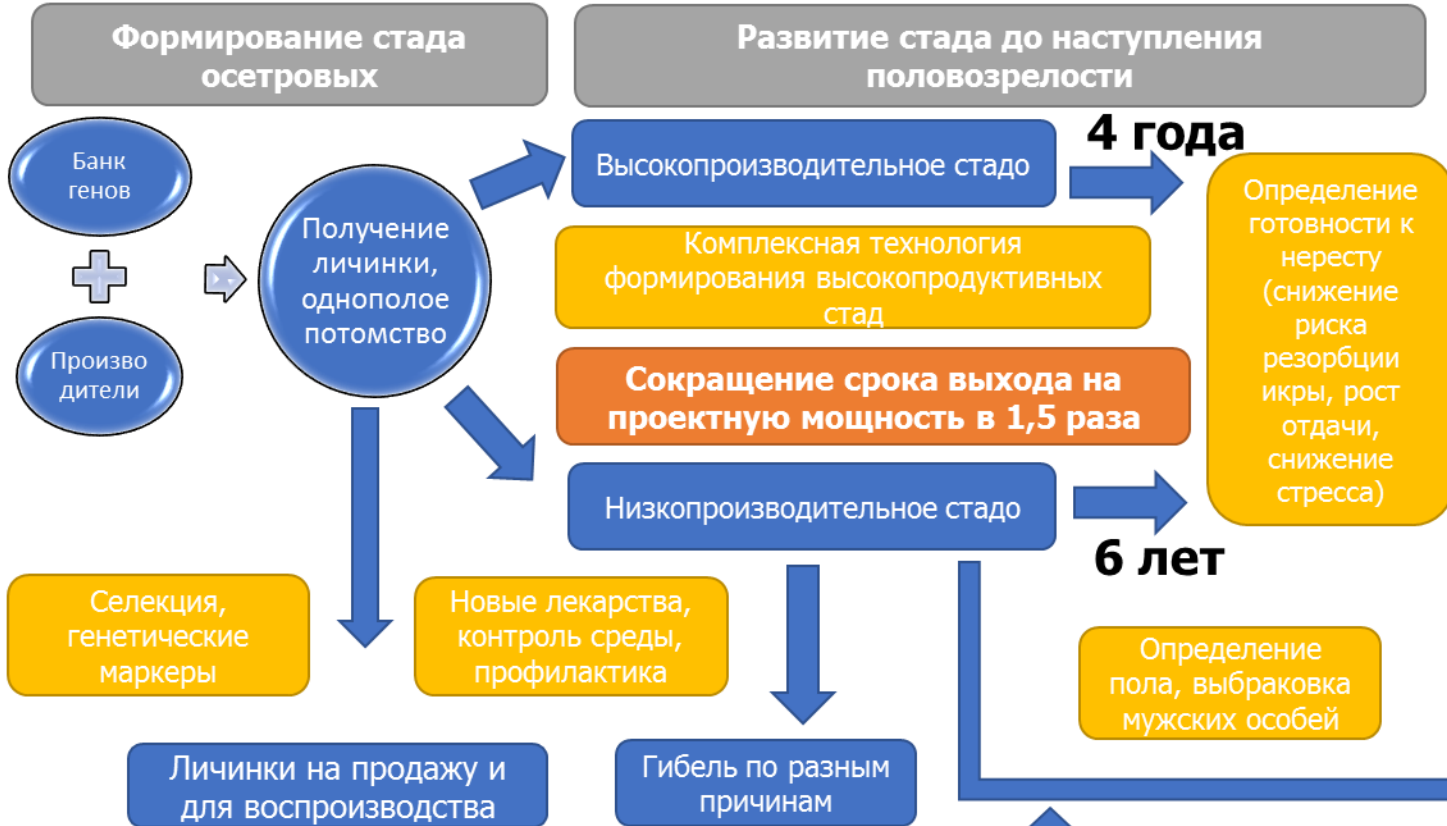 Формирование стада
осетровых
Развитие стада до наступления
половозрелости
Банк
генов
Произво
дители
Получение
личинки,
однополое
потомство
Высокопроизводительное стадо
4 года
Комплексная технология
формирования высокопродуктивных
стад
Сокращение срока выхода на
проектную мощность в 1,5 раза
Низкопроизводительное стадо
6 лет
Определение
готовности к
нересту
(снижение
риска
резорбции
икры, рост
отдачи,
снижение
стресса)
Селекция,
генетические
маркеры
Новые лекарства,
контроль среды,
профилактика
Определение
пола, выбраковка
мужских особей
Личинки на продажу и
для воспроизводства
Гибель по разным
причинам